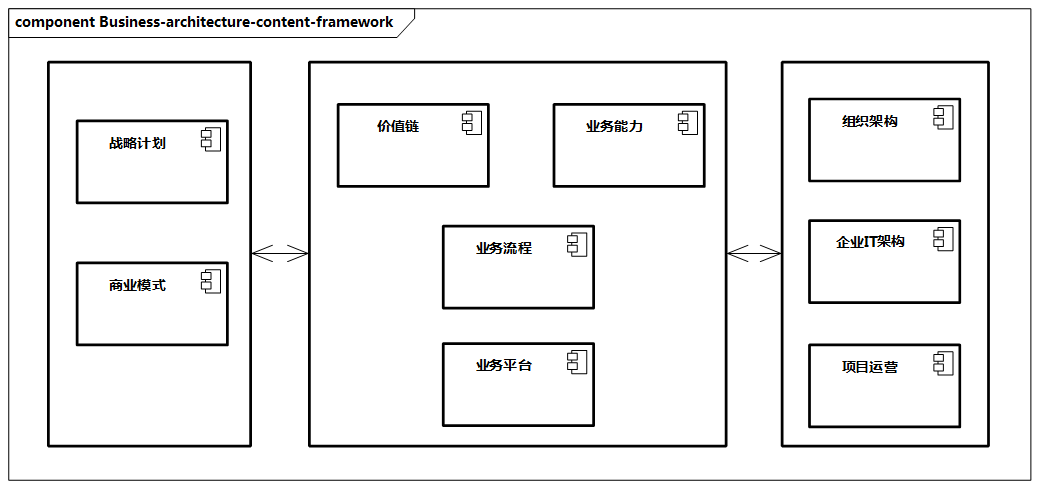 component Business-architecture-content-framework
战略计划
商业模式
价值链
业务能力
业务流程
业务平台
组织架构
企业IT架构
项目运营